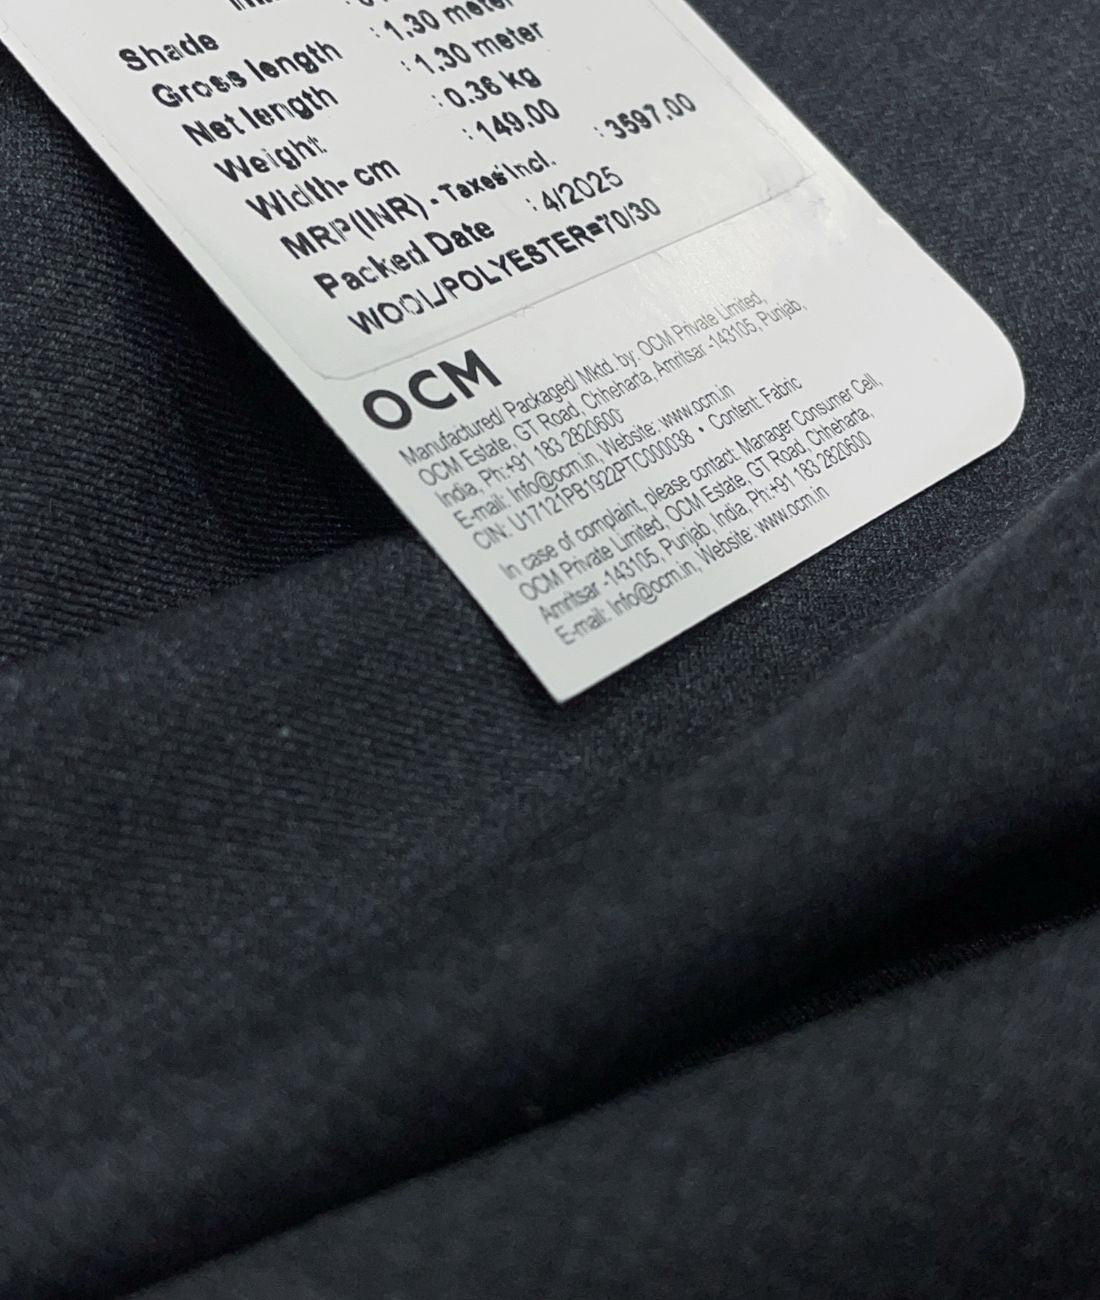 Shade
Gross length : 1.30 meter
Net length : 1.30 meter
Weight : 0.36 kg
Width- cm : 149.00
MRP(INR) - Taxes Incl. : 3597.00
Packed Date : 4/2025
WOOL/POLYESTER=70/30
OCM
Manufactured/ Packaged/ Mktd. by: OCM Private Limited,
OCM Estate, GT Road, Chheharta, Amritsar -143105, Punjab,
India, Ph:+91 183 2820600
E-mail: Info@ocm.in, Website: www.ocm.in
CIN: U17121PB1922PTC000038 • Content: Fabric
In case of complaint, please contact: Manager Consumer Cell,
OCM Private Limited, OCM Estate, GT Road, Chheharta,
Amritsar -143105, Punjab, India, Ph:+91 183 2820600
E-mail: Info@ocm.in, Website: www.ocm.in